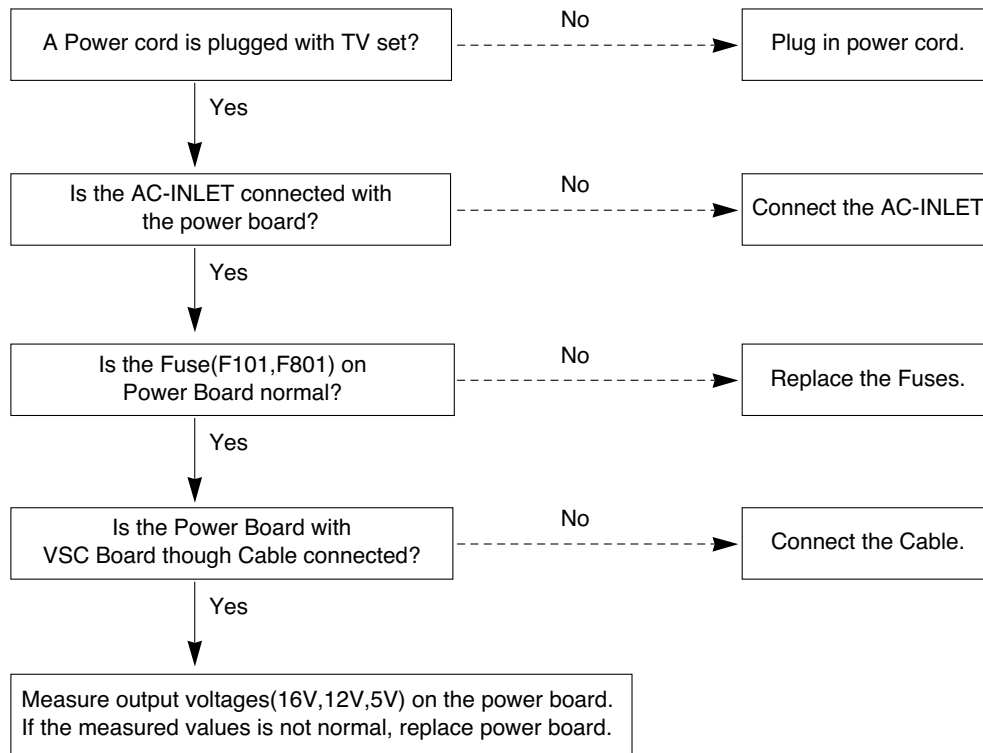 A Power cord is plugged with TV set?
No
Plug in power cord.
Yes
Is the AC-INLET connected with
the power board?
No
Connect the AC-INLET
Yes
Is the Fuse(F101,F801) on
Power Board normal?
No
Replace the Fuses.
Yes
Is the Power Board with
VSC Board though Cable connected?
No
Connect the Cable.
Yes
Measure output voltages(16V,12V,5V) on the power board.
If the measured values is not normal, replace power board.